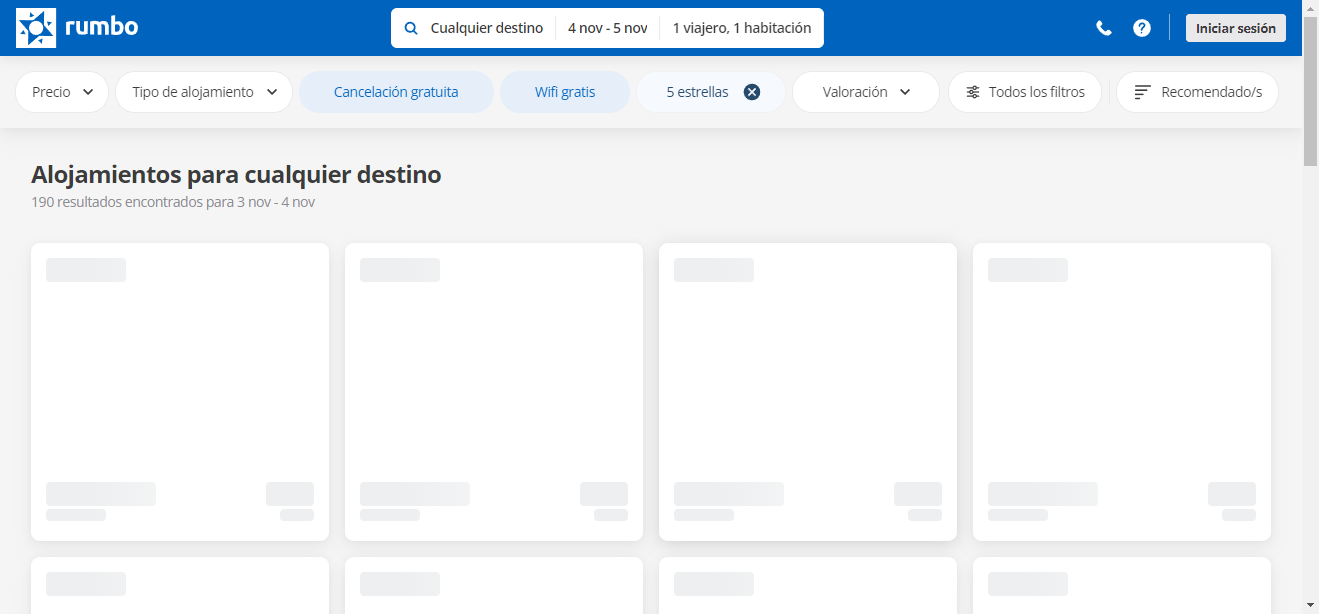 rumbo
Cualquier destino
4 nov - 5 nov
1 viajero, 1 habitación
Iniciar sesión
Precio
Tipo de alojamiento
Cancelación gratuita
Wifi gratis
5 estrellas
Valoración
Todos los filtros
Recomendado/s
Alojamientos para cualquier destino
190 resultados encontrados para 3 nov - 4 nov